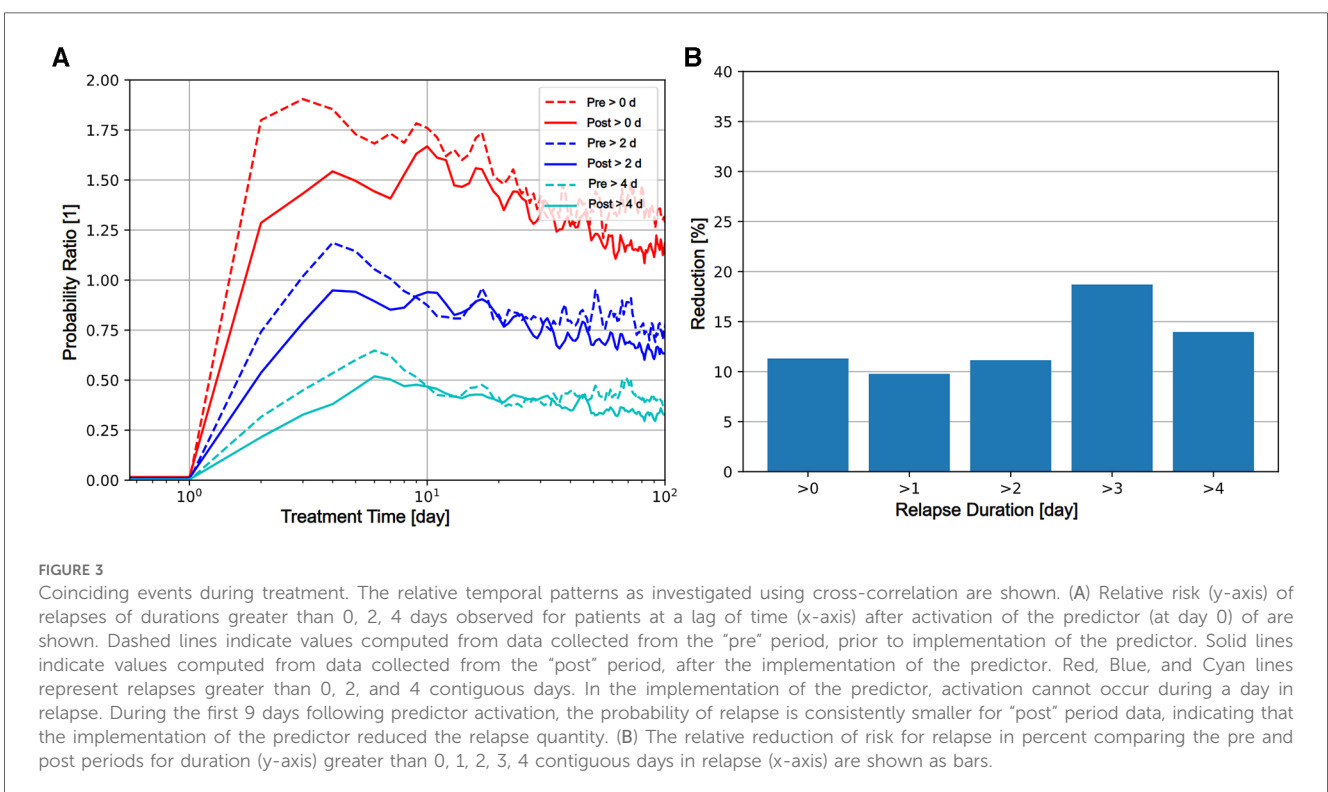 A
2.00
1.75
1.50
1.25
1.00
0.75
0.50
0.25
0.00
Probability Ratio [1]
10⁰
10¹
10²
Treatment Time [day]
Pre > 0 d
Post > 0 d
Pre > 2 d
Post > 2 d
Pre > 4 d
Post > 4 d
B
40
35
30
25
20
15
10
5
0
Reduction [%]
>0
>1
>2
>3
>4
Relapse Duration [day]
FIGURE 3
Coinciding events during treatment. The relative temporal patterns as investigated using cross-correlation are shown. (A) Relative risk (y-axis) of
relapses of durations greater than 0, 2, 4 days observed for patients at a lag of time (x-axis) after activation of the predictor (at day 0) of are
shown. Dashed lines indicate values computed from data collected from the “pre” period, prior to implementation of the predictor. Solid lines
indicate values computed from data collected from the “post” period, after the implementation of the predictor. Red, Blue, and Cyan lines
represent relapses greater than 0, 2, and 4 contiguous days. In the implementation of the predictor, activation cannot occur during a day in
relapse. During the first 9 days following predictor activation, the probability of relapse is consistently smaller for “post” period data, indicating that
the implementation of the predictor reduced the relapse quantity. (B) The relative reduction of risk for relapse in percent comparing the pre and
post periods for duration (y-axis) greater than 0, 1, 2, 3, 4 contiguous days in relapse (x-axis) are shown as bars.